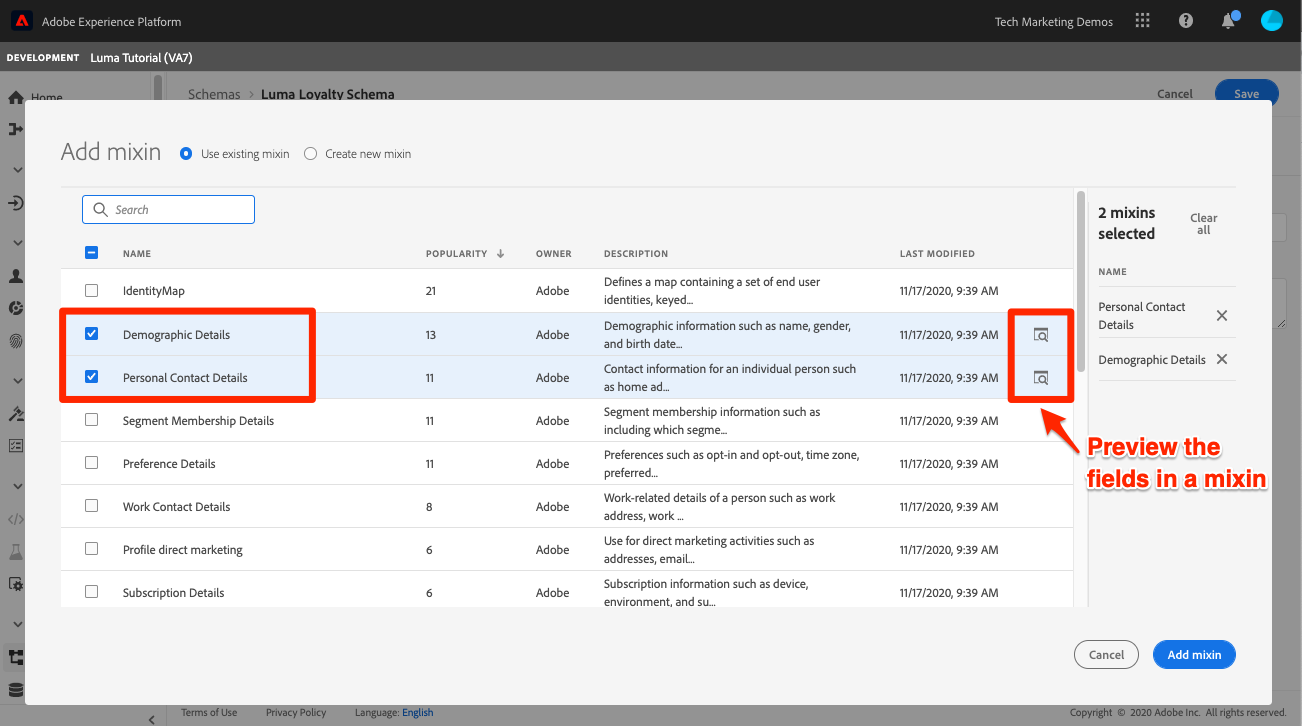 Adobe Experience Platform
Tech Marketing Demos
DEVELOPMENT Luma Tutorial (VA7)
Home
Schemas > Luma Loyalty Schema
Cancel
Save
Add mixin
Use existing mixin
Create new mixin
Search
2 mixins
selected
Clear
all
NAME POPULARITY ↓ OWNER DESCRIPTION LAST MODIFIED
NAME
IdentityMap 21 Adobe Defines a map containing a set of end user
identities, keyed... 11/17/2020, 9:39 AM
Demographic Details 13 Adobe Demographic information such as name, gender,
and birth date... 11/17/2020, 9:39 AM
Personal Contact Details 11 Adobe Contact information for an individual person such
as home ad... 11/17/2020, 9:39 AM
Segment Membership Details 11 Adobe Segment membership information such as
including which segme... 11/17/2020, 9:39 AM
Preference Details 11 Adobe Preferences such as opt-in and opt-out, time zone,
preferred... 11/17/2020, 9:39 AM
Work Contact Details 8 Adobe Work-related details of a person such as work
address, work ... 11/17/2020, 9:39 AM
Profile direct marketing 6 Adobe Use for direct marketing activities such as
addresses, email... 11/17/2020, 9:39 AM
Subscription Details 6 Adobe Subscription information such as device,
environment, and su... 11/17/2020, 9:39 AM
Personal Contact
Details
Demographic Details
Preview the
fields in a mixin
Cancel
Add mixin
Terms of Use Privacy Policy Language: English
Copyright © 2020 Adobe Inc. All rights reserved.